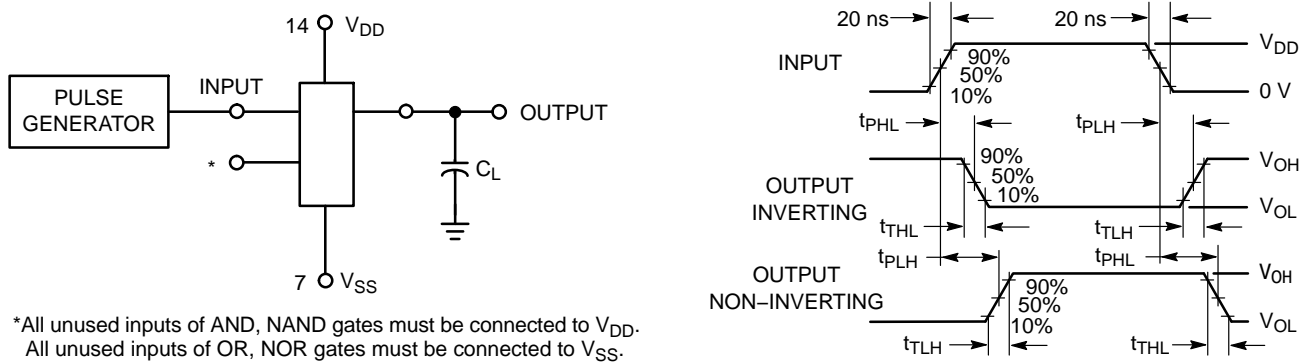 14
VDD
PULSE
GENERATOR
INPUT
OUTPUT
*
CL
7
VSS
*All unused inputs of AND, NAND gates must be connected to VDD.
All unused inputs of OR, NOR gates must be connected to VSS.
20 ns
20 ns
INPUT
90%
50%
10%
VDD
0 V
tPHL
tPLH
OUTPUT
INVERTING
90%
50%
10%
VOH
VOL
tTHL
tTLH
tPLH
tPHL
OUTPUT
NON−INVERTING
90%
50%
10%
VOH
VOL
tTLH
tTHL